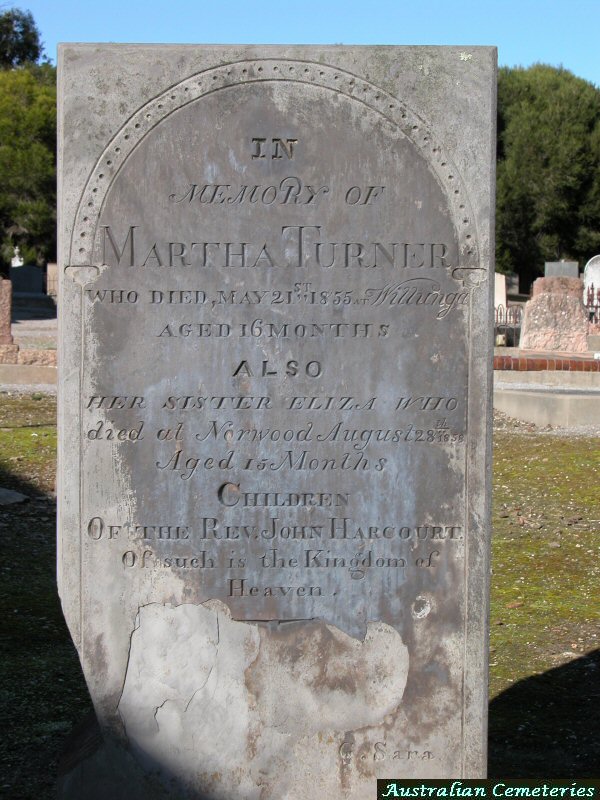 IN
MEMORY OF
MARTHA TURNER
WHO DIED, MAY 21ST 1855 AT Willunga
AGED 16 MONTHS
ALSO
HER SISTER ELIZA WHO
died at Norwood August 28th 1858
Aged 15 Months
CHILDREN
OF THE REV. JOHN HARCOURT.
Of such is the Kingdom of
Heaven.
Sara
Australian Cemeteries